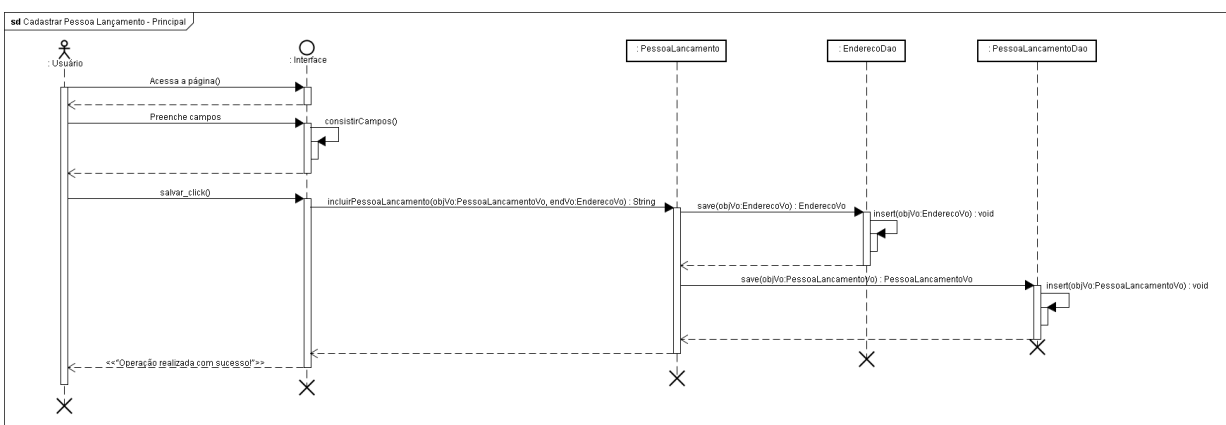 sd Cadastrar Pessoa Lançamento - Principal
: Usuário
: Interface
: PessoaLancamento
: EnderecoDao
: PessoaLancamentoDao
Acessa a página()
Preenche campos
consistirCampos()
salvar_click()
incluirPessoaLancamento(objVo:PessoaLancamentoVo, endVo:EnderecoVo) : String
save(objVo:EnderecoVo) : EnderecoVo
insert(objVo:EnderecoVo) : void
save(objVo:PessoaLancamentoVo) : PessoaLancamentoVo
insert(objVo:PessoaLancamentoVo) : void
<<"Operação realizada com sucesso!">>